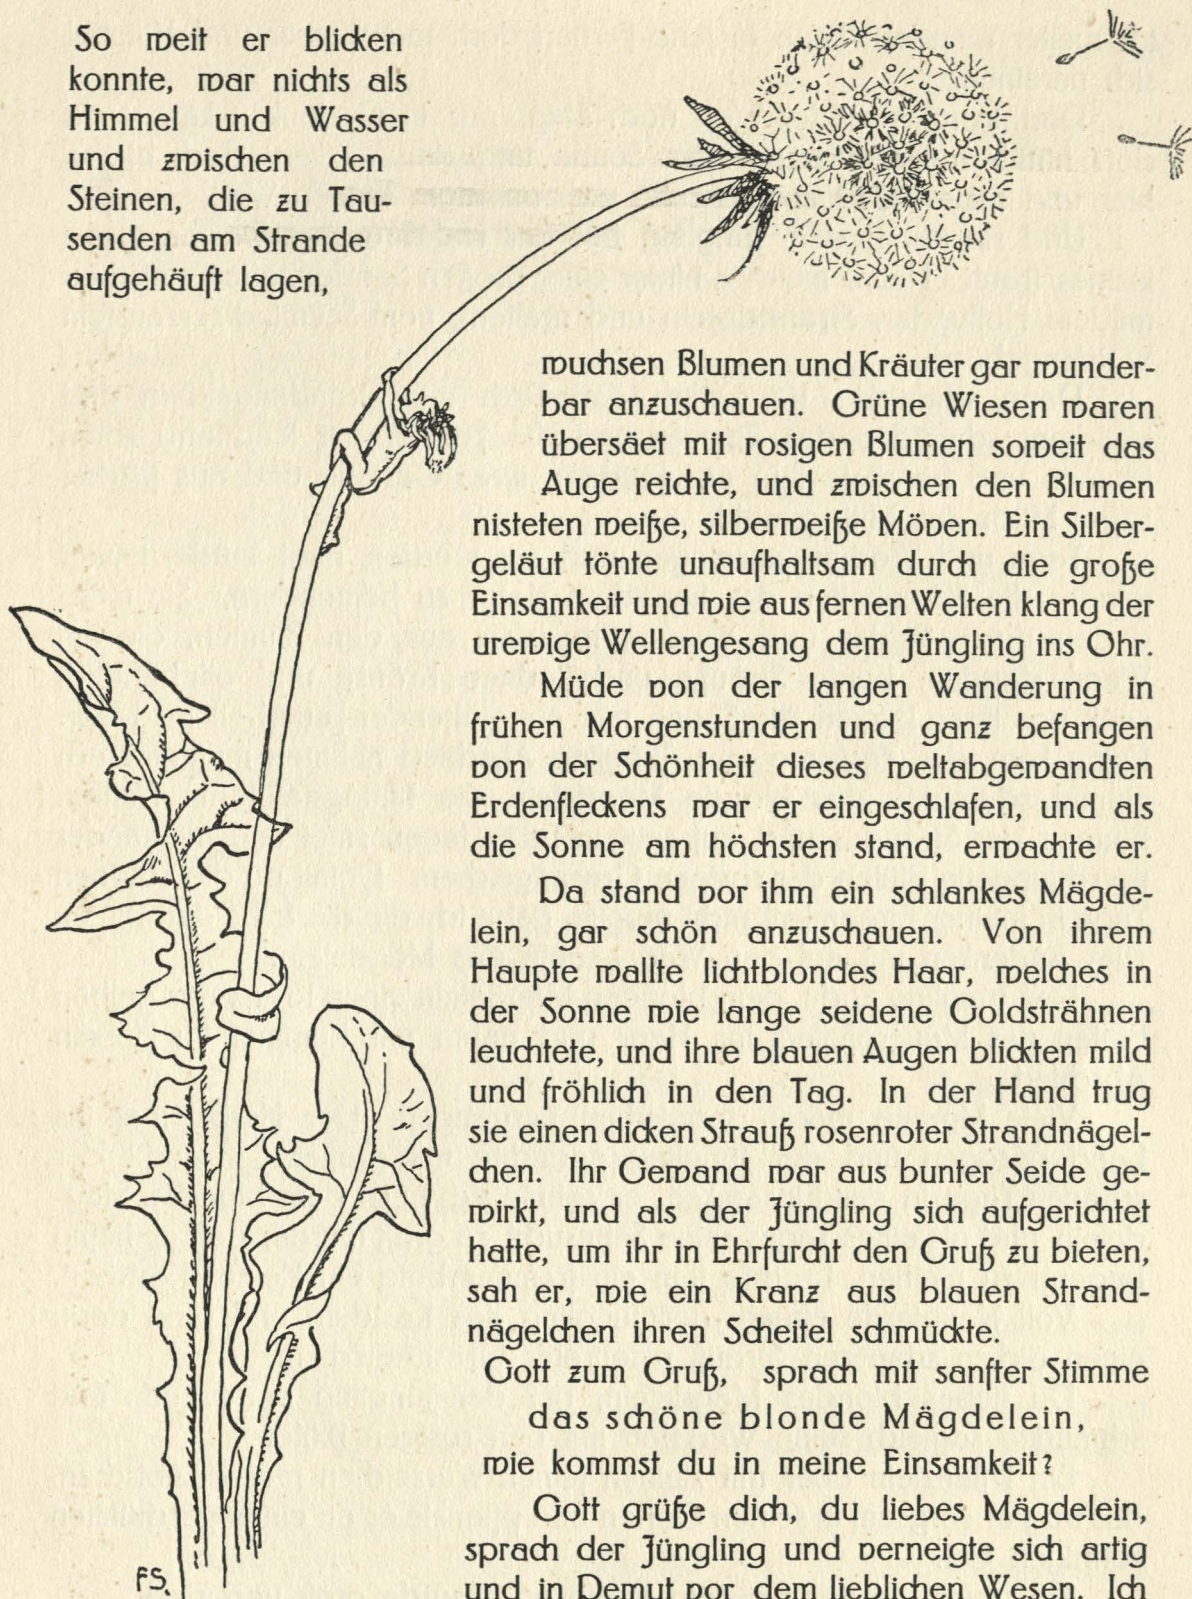 So weit er blicken
konnte, war nichts als
Himmel und Wasser
und zwischen den
Steinen, die zu Tau-
senden am Strande
aufgehäuft lagen,
wuchsen Blumen und Kräuter gar wunder-
bar anzuschauen. Grüne Wiesen waren
übersäet mit rosigen Blumen soweit das
Auge reichte, und zwischen den Blumen
nisteten weiße, silberweiße Möven. Ein Silber-
geläut tönte unaufhaltsam durch die große
Einsamkeit und wie aus fernen Welten klang der
urewige Wellengesang dem Jüngling ins Ohr.
Müde von der langen Wanderung in
frühen Morgenstunden und ganz befangen
von der Schönheit dieses weltabgewandten
Erdenfleckens war er eingeschlafen, und als
die Sonne am höchsten stand, erwachte er.
Da stand vor ihm ein schlankes Mägde-
lein, gar schön anzuschauen. Von ihrem
Haupte wallte lichtblondes Haar, welches in
der Sonne wie lange seidene Goldsträhnen
leuchtete, und ihre blauen Augen blickten mild
und fröhlich in den Tag. In der Hand trug
sie einen dicken Strauß rosenroter Strandnägel-
chen. Ihr Gewand war aus bunter Seide ge-
wirkt, und als der Jüngling sich aufgerichtet
hatte, um ihr in Ehrfurcht den Gruß zu bieten,
sah er, wie ein Kranz aus blauen Strand-
nägelchen ihren Scheitel schmückte.
Gott zum Gruß, sprach mit sanfter Stimme
das schöne blonde Mägdelein,
wie kommst du in meine Einsamkeit?
Gott grüße dich, du liebes Mägdelein,
sprach der Jüngling und verneigte sich artig
und in Demut vor dem lieblichen Wesen. Ich
FS.